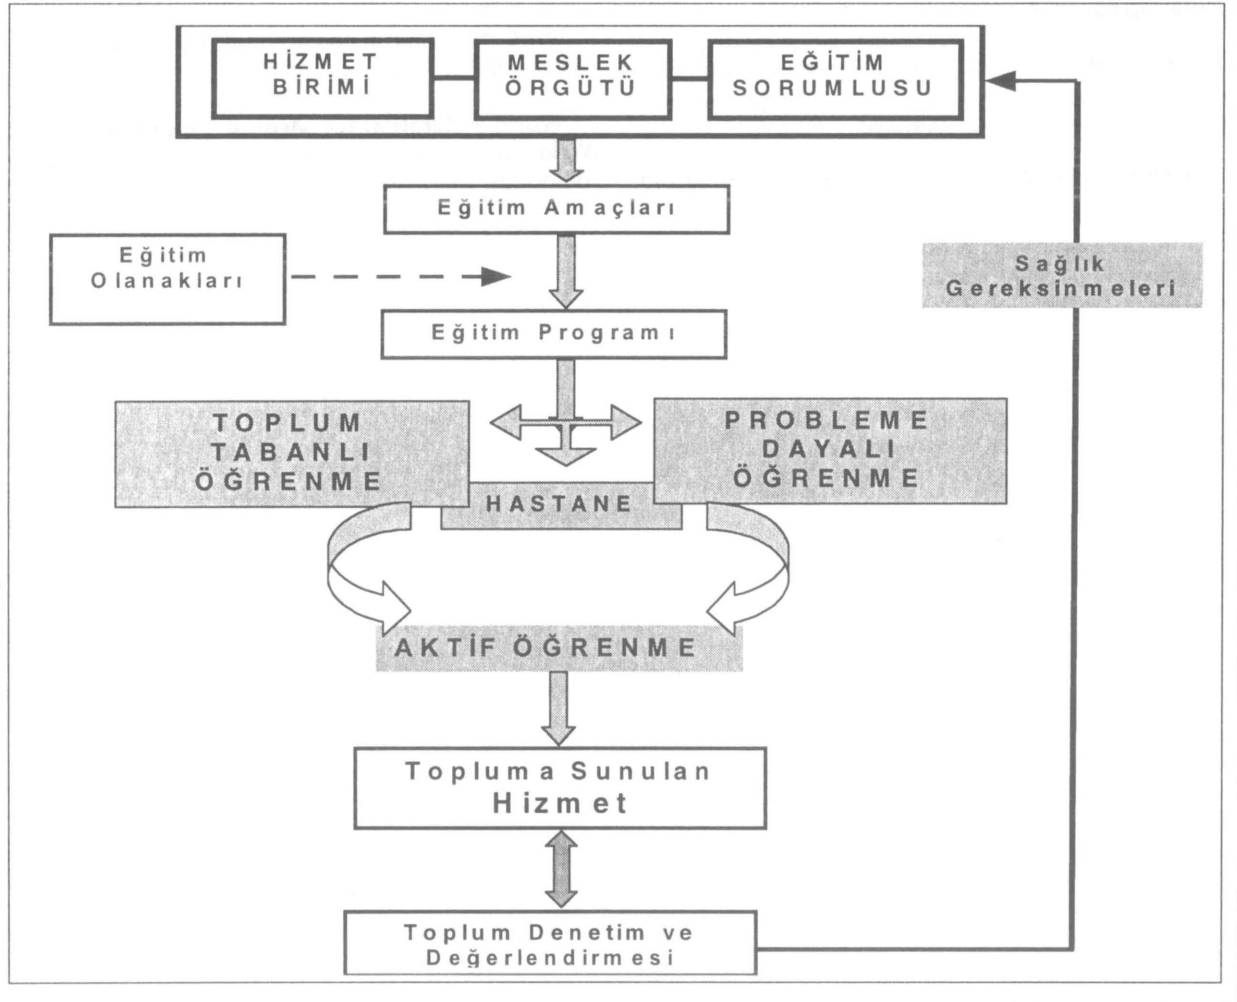 HİZMET
BİRİMİ
MESLEK
ÖRGÜTÜ
EĞİTİM
SORUMLUSU
Eğitim Amaçları
Eğitim
Olanakları
Sağlık
Gereksinmeleri
Eğitim Programı
TOPLUM
TABANLI
ÖĞRENME
PROBLEME
DAYALI
ÖĞRENME
HASTANE
AKTİF ÖĞRENME
Topluma Sunulan
Hizmet
Toplum Denetim ve
Değerlendirmesi